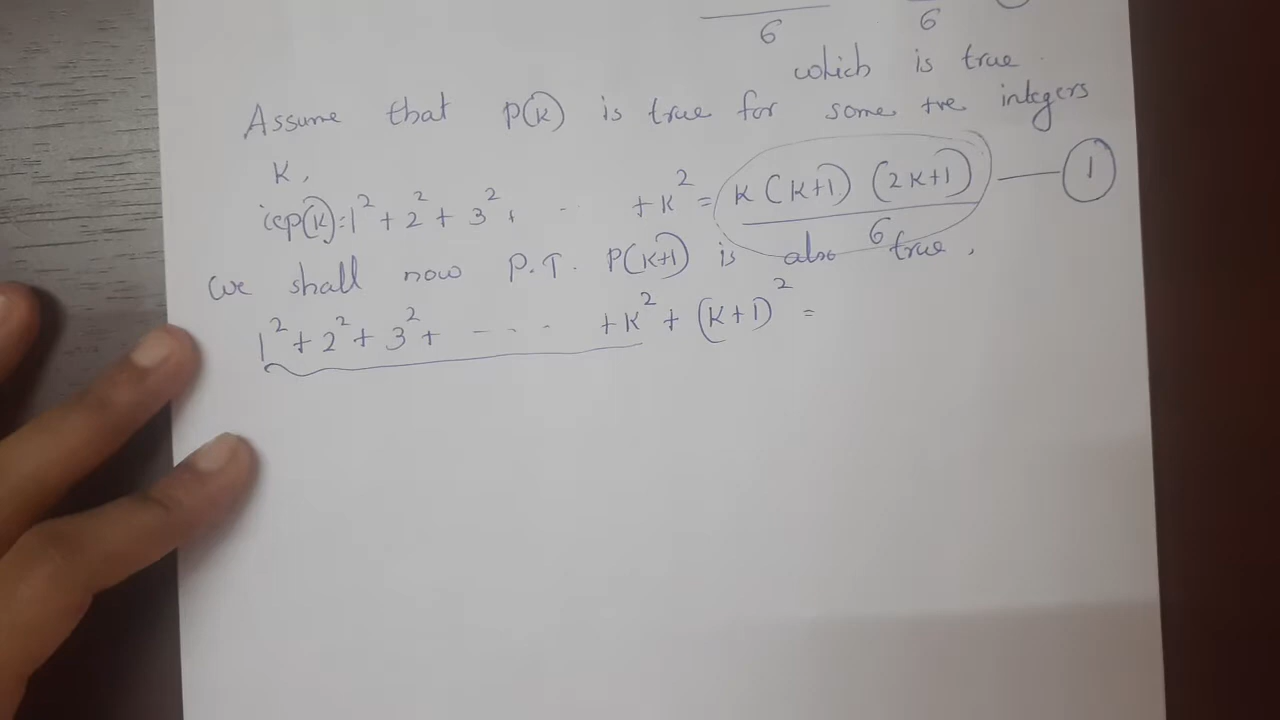 6 6
which is true.
Assume that P(k) is true for some +ve integers
k,
ie P(k): 1² + 2² + 3² + .. + k² = k(k+1)(2k+1) / 6 — 1
We shall now P.T. P(k+1) is also true,
1² + 2² + 3² + .... + k² + (k+1)² =